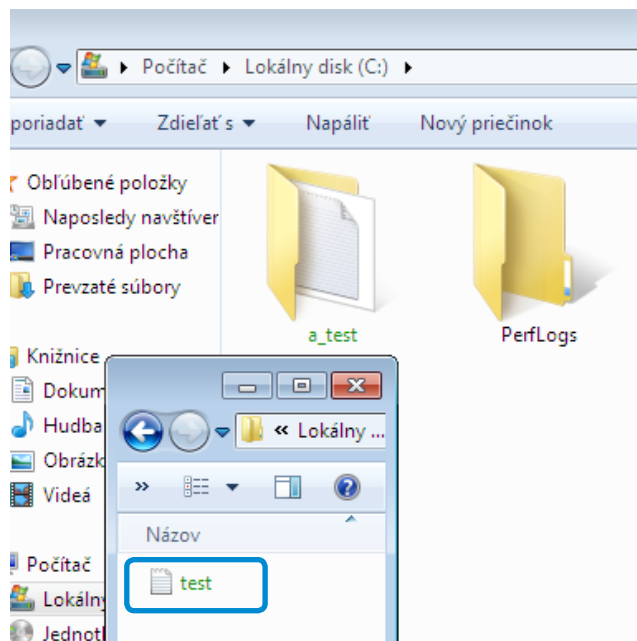 Počítač ▸ Lokálny disk (C:) ▸
poriadať Zdieľať s Napáliť Nový priečinok
Obľúbené položky
Naposledy navštíver
Pracovná plocha
Prevzaté súbory
a_test PerfLogs
Knižnice
Dokum
Hudba
Obrázk
Videá
Počítač
Lokálny
Jednotl
« Lokálny ...
»
Názov
test